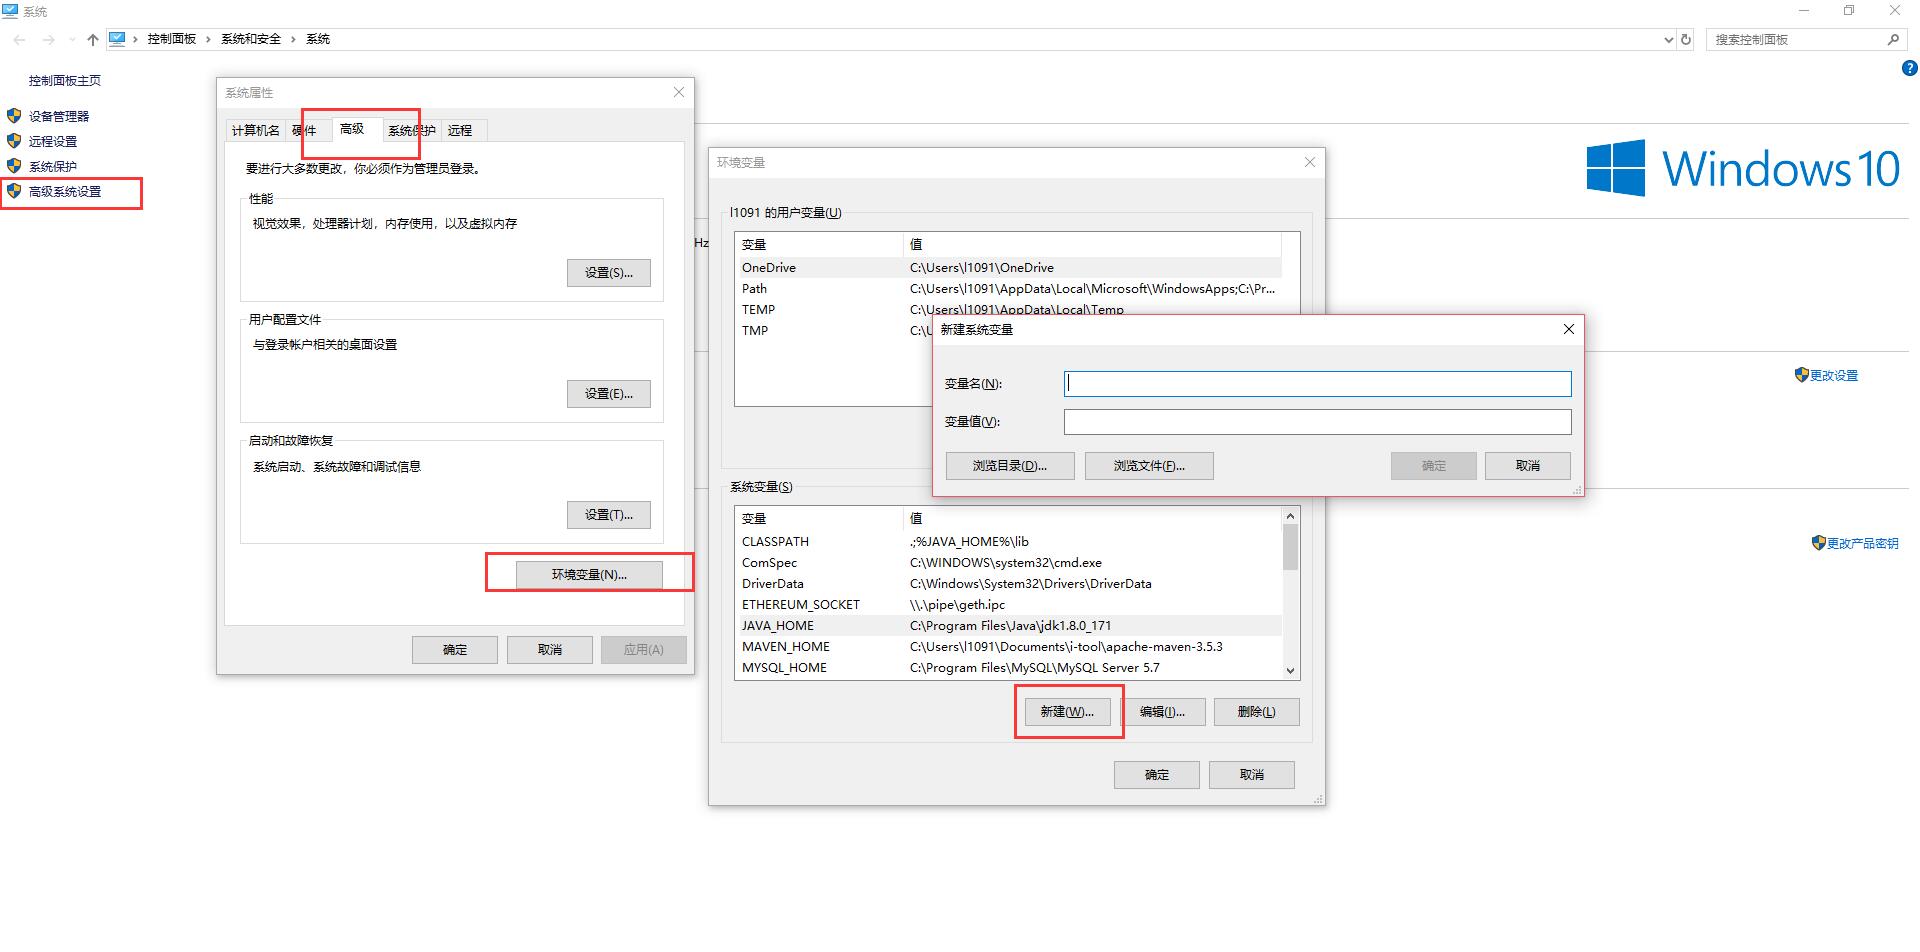 系统
控制面板 系统和安全 系统
搜索控制面板
控制面板主页
设备管理器
远程设置
系统保护
高级系统设置
系统属性
计算机名 硬件 高级 系统保护 远程
要进行大多数更改，你必须作为管理员登录。
性能
视觉效果，处理器计划，内存使用，以及虚拟内存
设置(S)...
用户配置文件
与登录帐户相关的桌面设置
设置(E)...
启动和故障恢复
系统启动、系统故障和调试信息
设置(T)...
环境变量(N)...
确定 取消 应用(A)
Hz
环境变量
l1091 的用户变量(U)
变量 值
OneDrive C:\Users\l1091\OneDrive
Path C:\Users\l1091\AppData\Local\Microsoft\WindowsApps;C:\Pr...
TEMP C:\Users\l1091\AppData\Local\Temp
TMP C:\U
新建系统变量
变量名(N):
变量值(V):
浏览目录(D)... 浏览文件(F)... 确定 取消
系统变量(S)
变量 值
CLASSPATH .;%JAVA_HOME%\lib
ComSpec C:\WINDOWS\system32\cmd.exe
DriverData C:\Windows\System32\Drivers\DriverData
ETHEREUM_SOCKET \\.\pipe\geth.ipc
JAVA_HOME C:\Program Files\Java\jdk1.8.0_171
MAVEN_HOME C:\Users\l1091\Documents\i-tool\apache-maven-3.5.3
MYSQL_HOME C:\Program Files\MySQL\MySQL Server 5.7
新建(W)... 编辑(I)... 删除(L)
确定 取消
?
Windows 10
更改设置
更改产品密钥